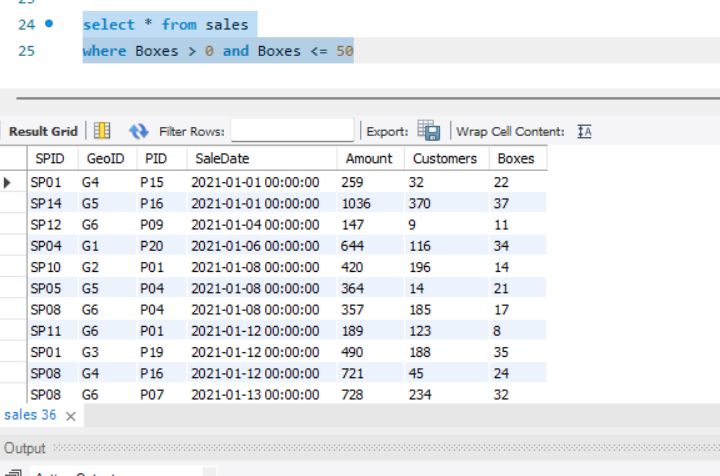 24 select * from sales
25 where Boxes > 0 and Boxes <= 50
Result Grid Filter Rows: Export: Wrap Cell Content:
SPID GeoID PID SaleDate Amount Customers Boxes
SP01 G4 P15 2021-01-01 00:00:00 259 32 22
SP14 G5 P16 2021-01-01 00:00:00 1036 370 37
SP12 G6 P09 2021-01-04 00:00:00 147 9 11
SP04 G1 P20 2021-01-06 00:00:00 644 116 34
SP10 G2 P01 2021-01-08 00:00:00 420 196 14
SP05 G5 P04 2021-01-08 00:00:00 364 14 21
SP08 G6 P04 2021-01-08 00:00:00 357 185 17
SP11 G6 P01 2021-01-12 00:00:00 189 123 8
SP01 G3 P19 2021-01-12 00:00:00 490 188 35
SP08 G4 P16 2021-01-12 00:00:00 721 45 24
SP08 G6 P07 2021-01-13 00:00:00 728 234 32
sales 36
Output